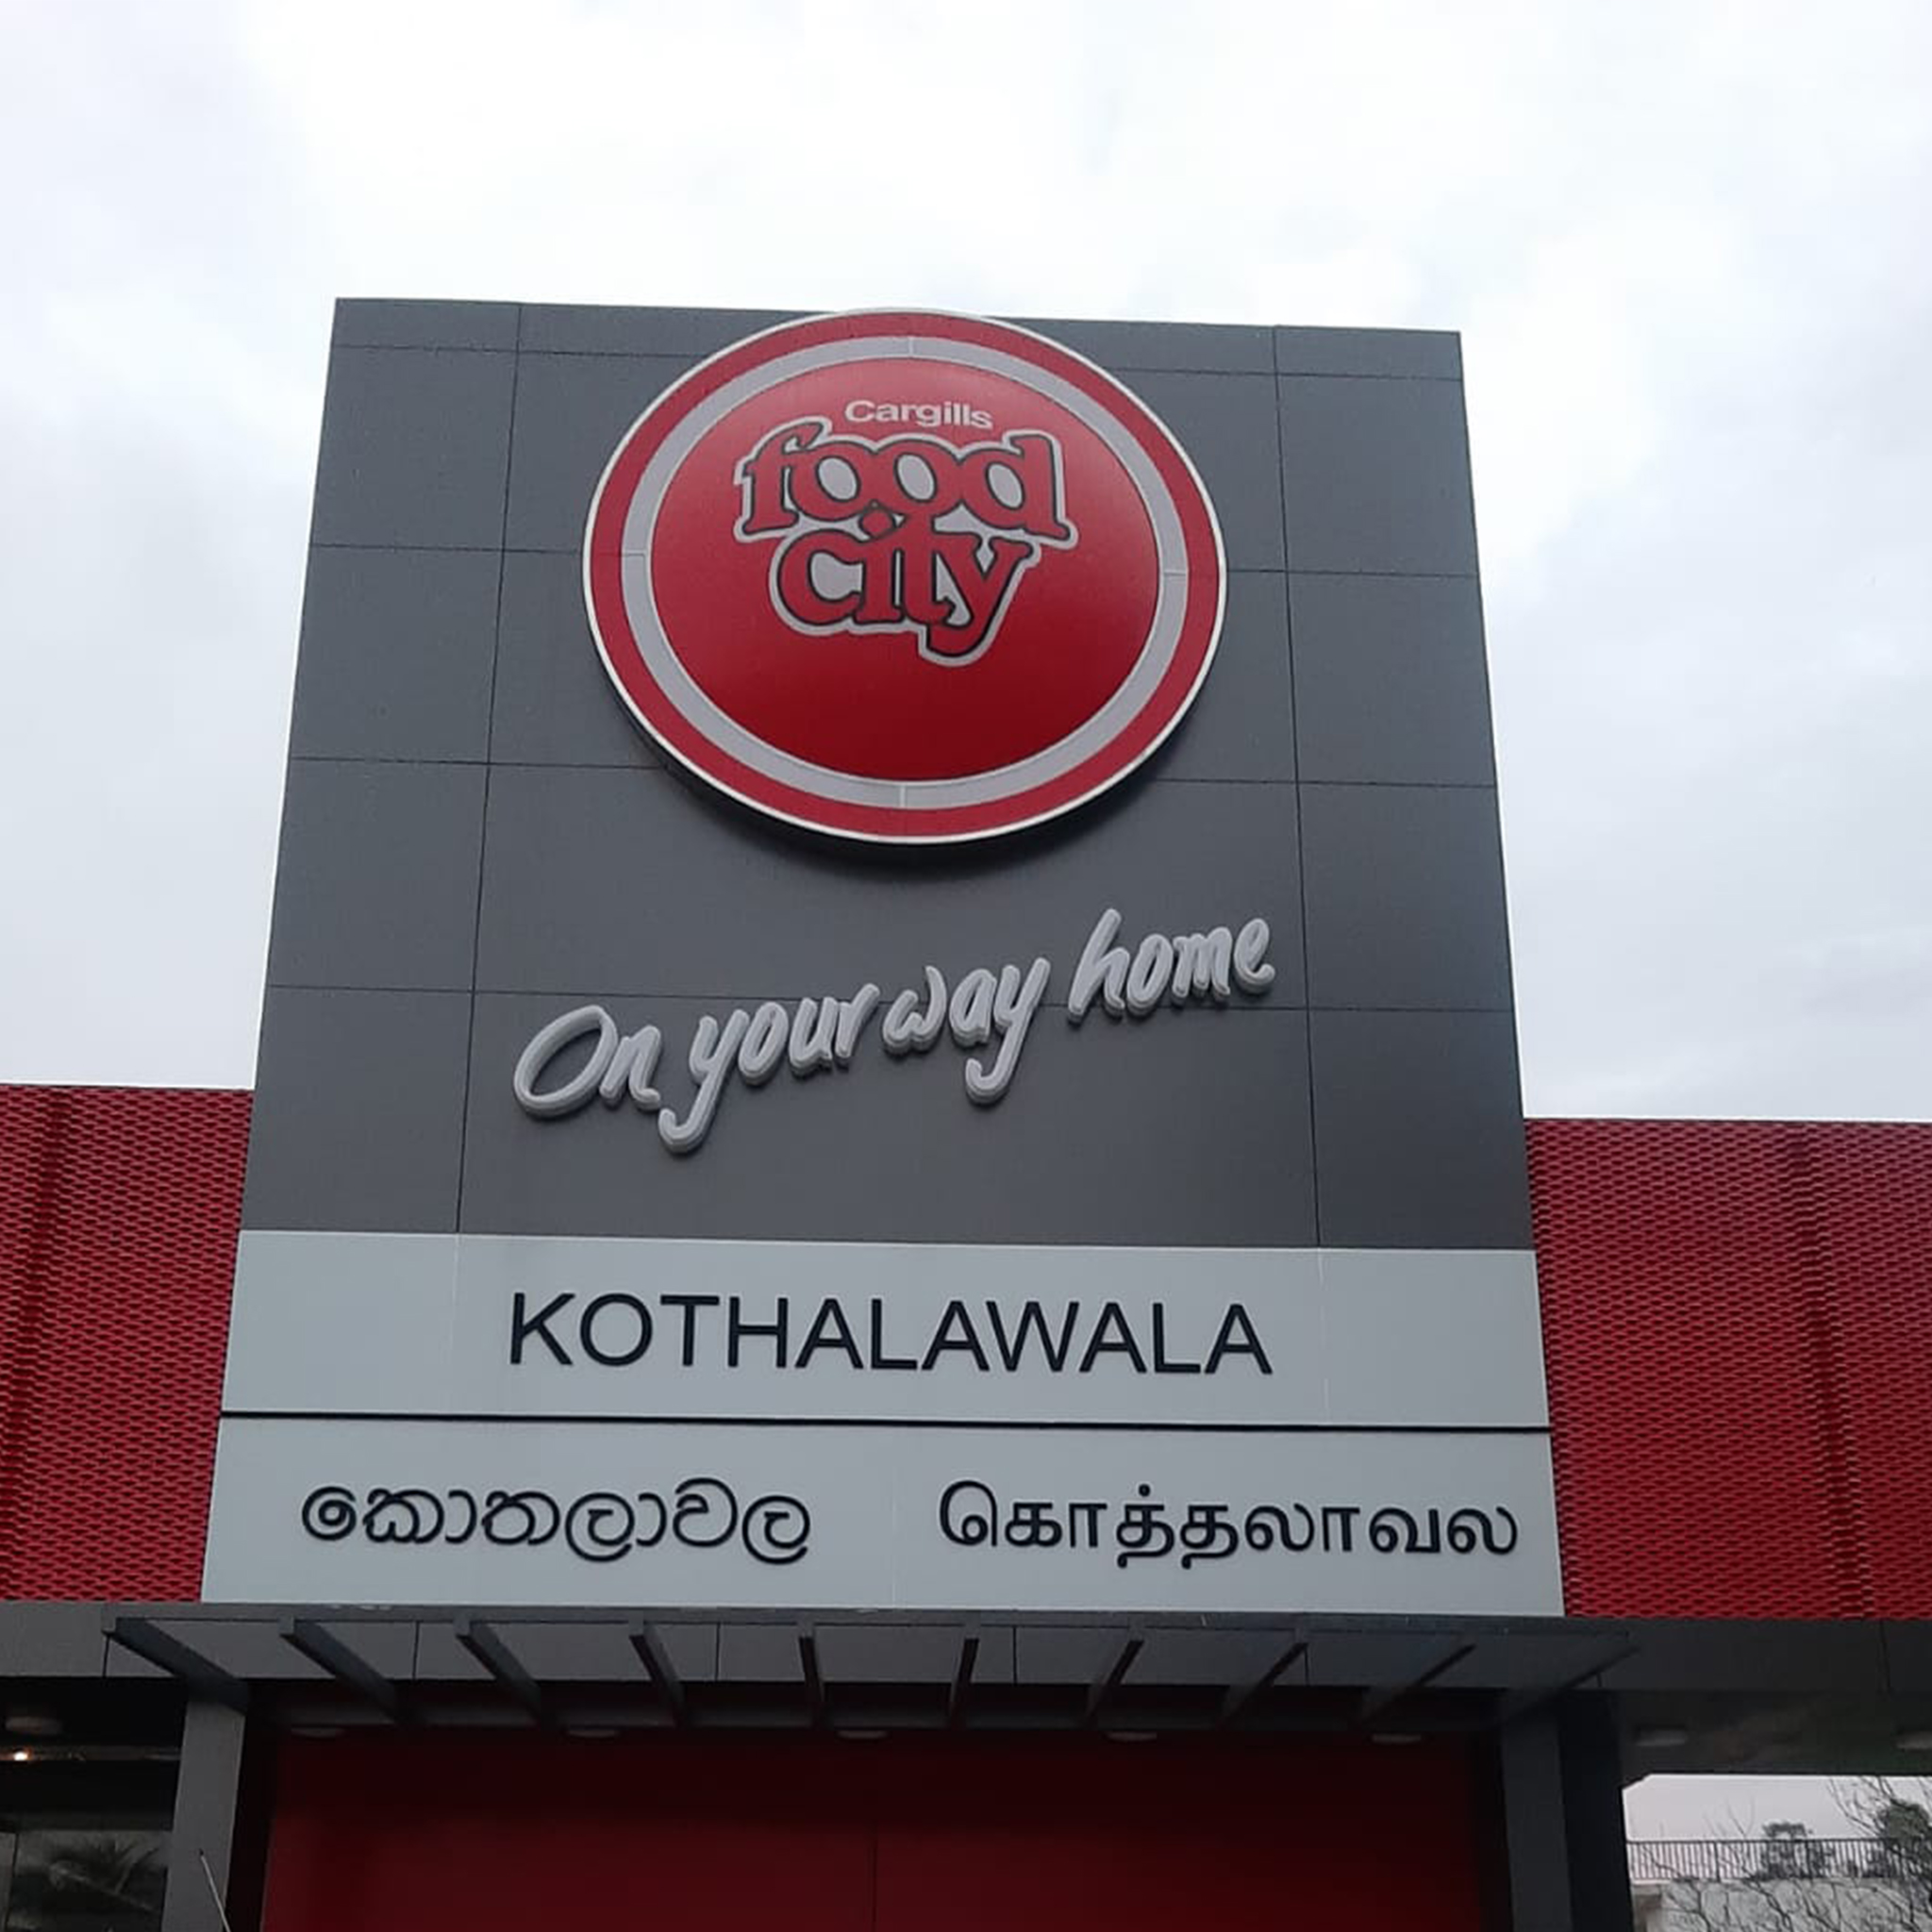 Cargills
food
city
On your way home
KOTHALAWALA
කොතලාවල கொத்தலாவல